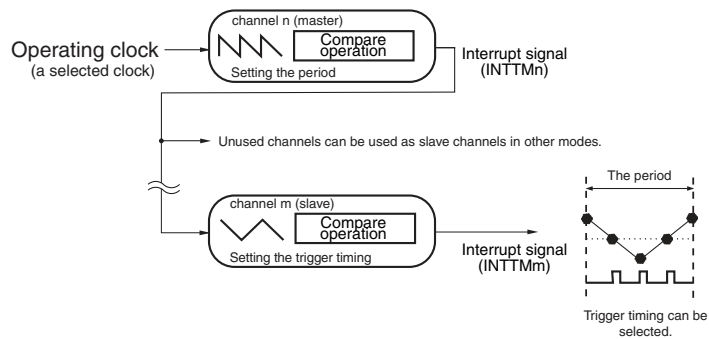 channel n (master)
Operating clock
(a selected clock)
Compare
operation
Setting the period
Interrupt signal
(INTTMn)
Unused channels can be used as slave channels in other modes.
channel m (slave)
Compare
operation
Setting the trigger timing
Interrupt signal
(INTTMm)
The period
Trigger timing can be
selected.